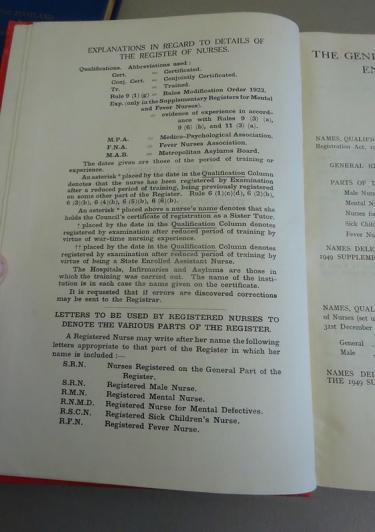 EXPLANATIONS IN REGARD TO DETAILS OF
THE REGISTER OF NURSES.
Qualifications. Abbreviations used :
Cert. = Certificated.
Conj. Cert. = Conjointly Certificated.
Tr. = Trained.
Rule 9 (1) (g) = Rules Modification Order 1923.
Exp. (only in the Supplementary Registers for Mental
and Fever Nurses).
= evidence of experience in accord-
ance with Rules 9 (3) (a),
9 (6) (b), and 11 (3) (a).
M.P.A. = Medico-Psychological Association.
F.N.A. = Fever Nurses Association.
M.A.B. = Metropolitan Asylums Board.
The dates given are those of the period of training or
experience.
An asterisk * placed by the date in the Qualification Column
denotes that the nurse has been registered by Examination
after a reduced period of training, being previously registered
on some other part of the Register. Rule 6 (1)(c)(d), 6 (2)(b),
6 (3)(b), 6 (4)(b), 6 (5)(b), 6 (6)(b).
An asterisk * placed above a nurse's name denotes that she
holds the Council's certificate of registration as a Sister Tutor.
† placed by the date in the Qualification Column denotes
registered by examination after reduced period of training by
virtue of war-time nursing experience.
†† placed by the date in the Qualification Column denotes
registered by examination after reduced period of training by
virtue of being a State Enrolled Assistant Nurse.
The Hospitals, Infirmaries and Asylums are those in
which the training was carried out. The name of the insti-
tution is in each case the name given on the certificate.
It is requested that if errors are discovered corrections
may be sent to the Registrar.
LETTERS TO BE USED BY REGISTERED NURSES TO
DENOTE THE VARIOUS PARTS OF THE REGISTER.
A Registered Nurse may write after her name the following
letters appropriate to that part of the Register in which her
name is included :—
S.R.N. Nurses Registered on the General Part of the
Register.
S.R.N. Registered Male Nurse.
R.M.N. Registered Mental Nurse.
R.N.M.D. Registered Nurse for Mental Defectives.
R.S.C.N. Registered Sick Children's Nurse.
R.F.N. Registered Fever Nurse.
THE GENE
EN
NAMES, QUALIF
Registration Act, 1
GENERAL RE
PARTS OF T
Male Nur
Mental N
Nurses for
Sick Child
Fever Nu
NAMES DELE
1949 SUPPLEM
NAMES, QUAL
of Nurses (set u
31st December
General
Male
NAMES DEL
THE 1949 SU